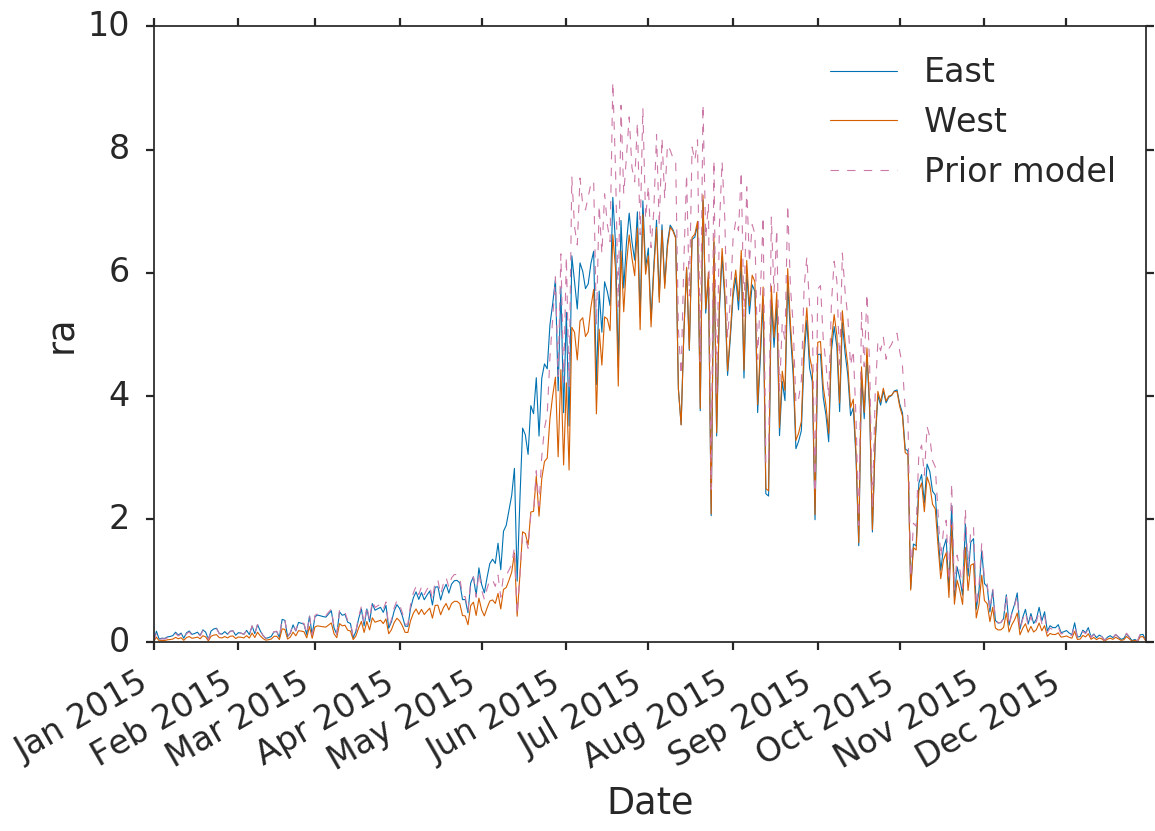 10
8
6
4
2
0
ra
East
West
Prior model
Jan 2015
Feb 2015
Mar 2015
Apr 2015
May 2015
Jun 2015
Jul 2015
Aug 2015
Sep 2015
Oct 2015
Nov 2015
Dec 2015
Date